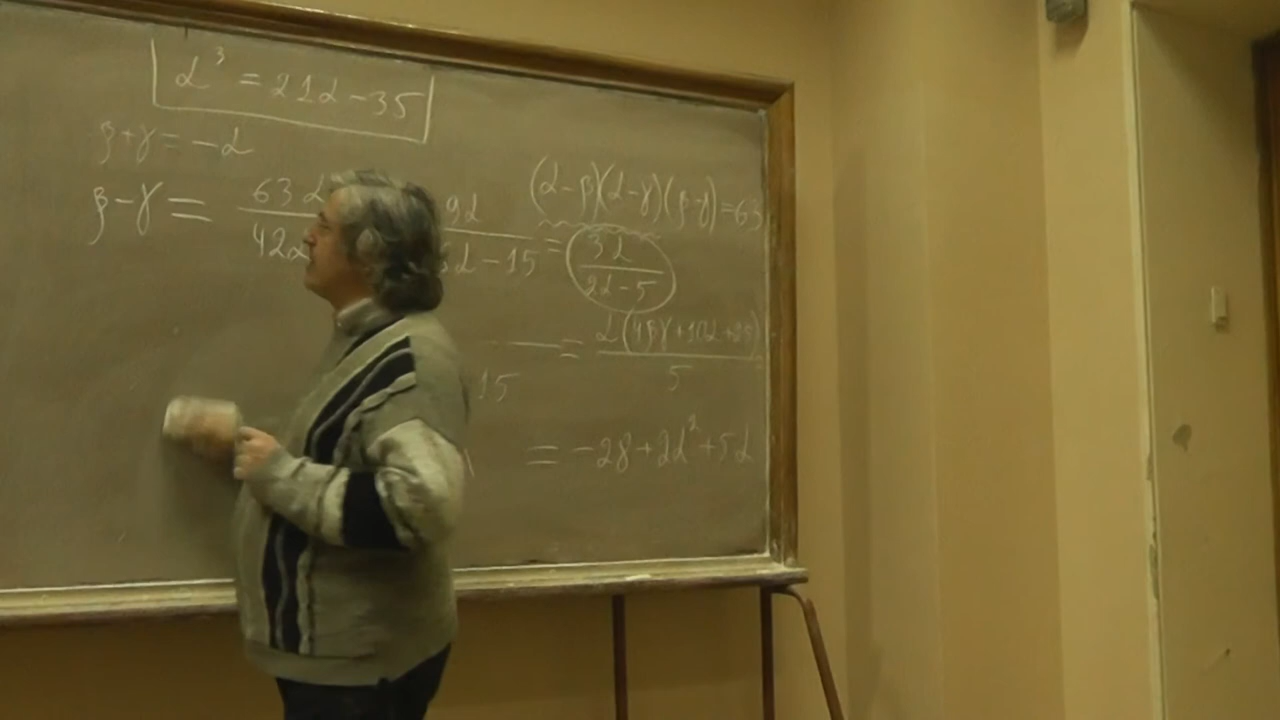 α³ = 21α − 35
β+γ = −α
(α−β)(α−γ)(β−γ) = 63
β−γ = 63α / 42α 9α / α − 15 = 3α / 2α − 5
= α(4βγ+10α+25) / 5
15
= −28+2α²+5α